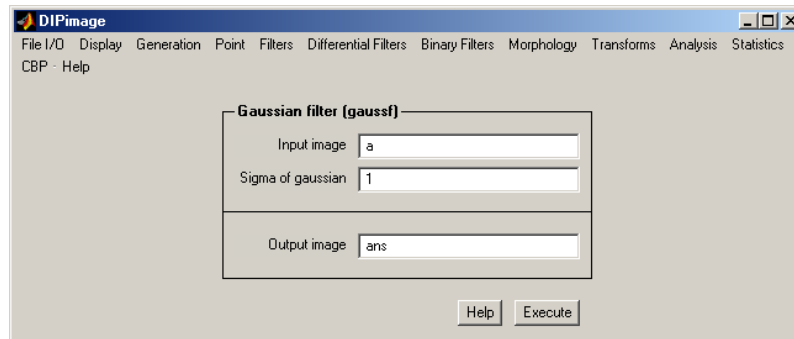 DIPimage
File I/O Display Generation Point Filters Differential Filters Binary Filters Morphology Transforms Analysis Statistics
CBP Help
Gaussian filter (gaussf)
Input image a
Sigma of gaussian 1
Output image ans
Help Execute